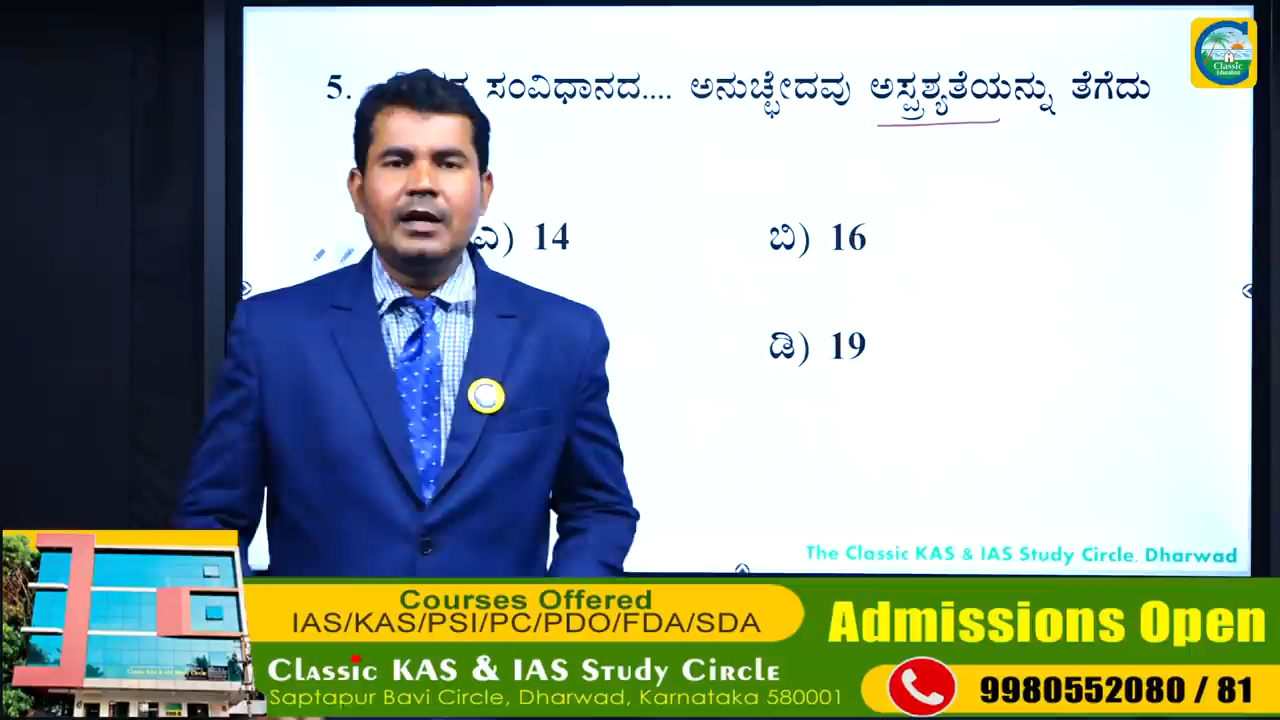 5. ಸಂವಿಧಾನದ.... ಅನುಚ್ಛೇದವು ಅಸ್ಪೃಶ್ಯತೆಯನ್ನು ತೆಗೆದು
ಎ) 14 ಬಿ) 16
ಡಿ) 19
Classic
Education
The Classic KAS & IAS Study Circle, Dharwad
Courses Offered
IAS/KAS/PSI/PC/PDO/FDA/SDA
Classic KAS & IAS Study Circle
Saptapur Bavi Circle, Dharwad, Karnataka 580001
Admissions Open
9980552080 / 81